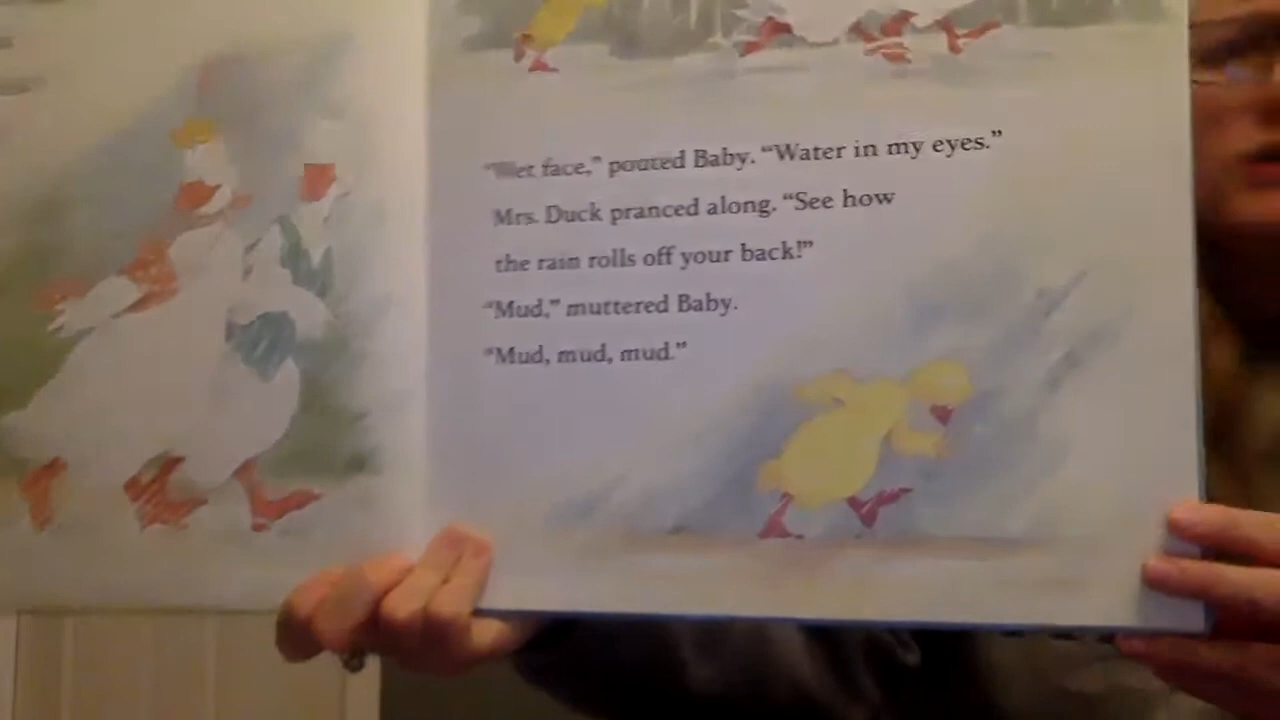 “Wet face,” pouted Baby. “Water in my eyes.”
Mrs. Duck pranced along. “See how
the rain rolls off your back!”
“Mud,” muttered Baby.
“Mud, mud, mud.”